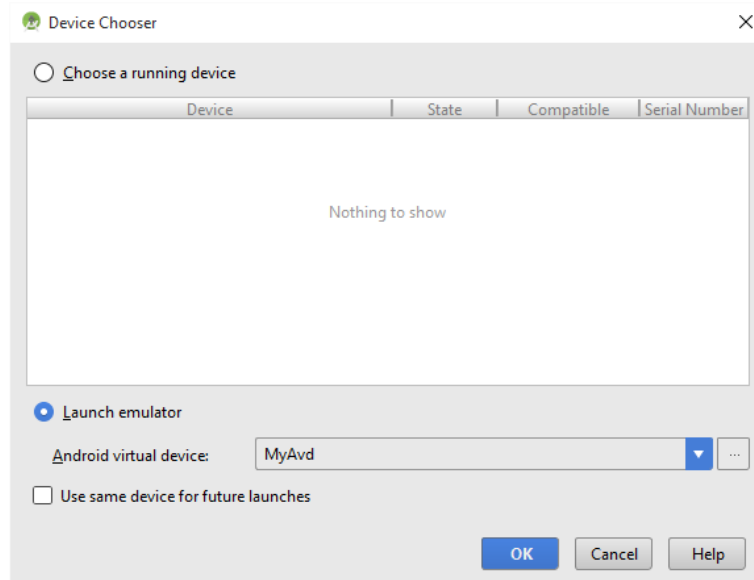 Device Chooser
Choose a running device
Device State Compatible Serial Number
Nothing to show
Launch emulator
Android virtual device: MyAvd ...
Use same device for future launches
OK Cancel Help